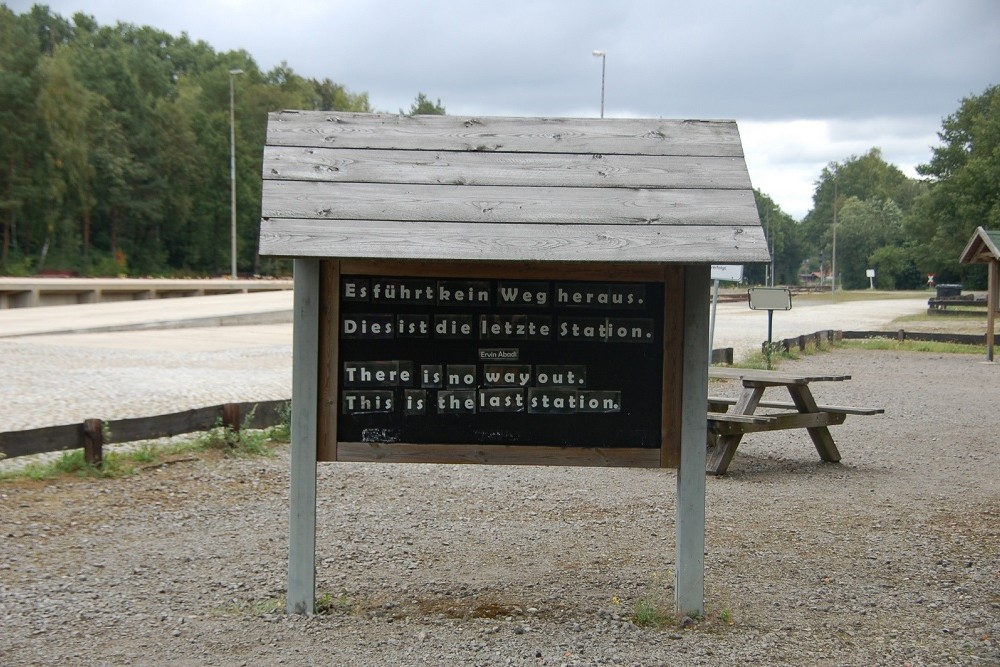 Es führt kein Weg heraus.
Dies ist die letzte Station.
Ervin Abadi
There is no way out.
This is the last station.